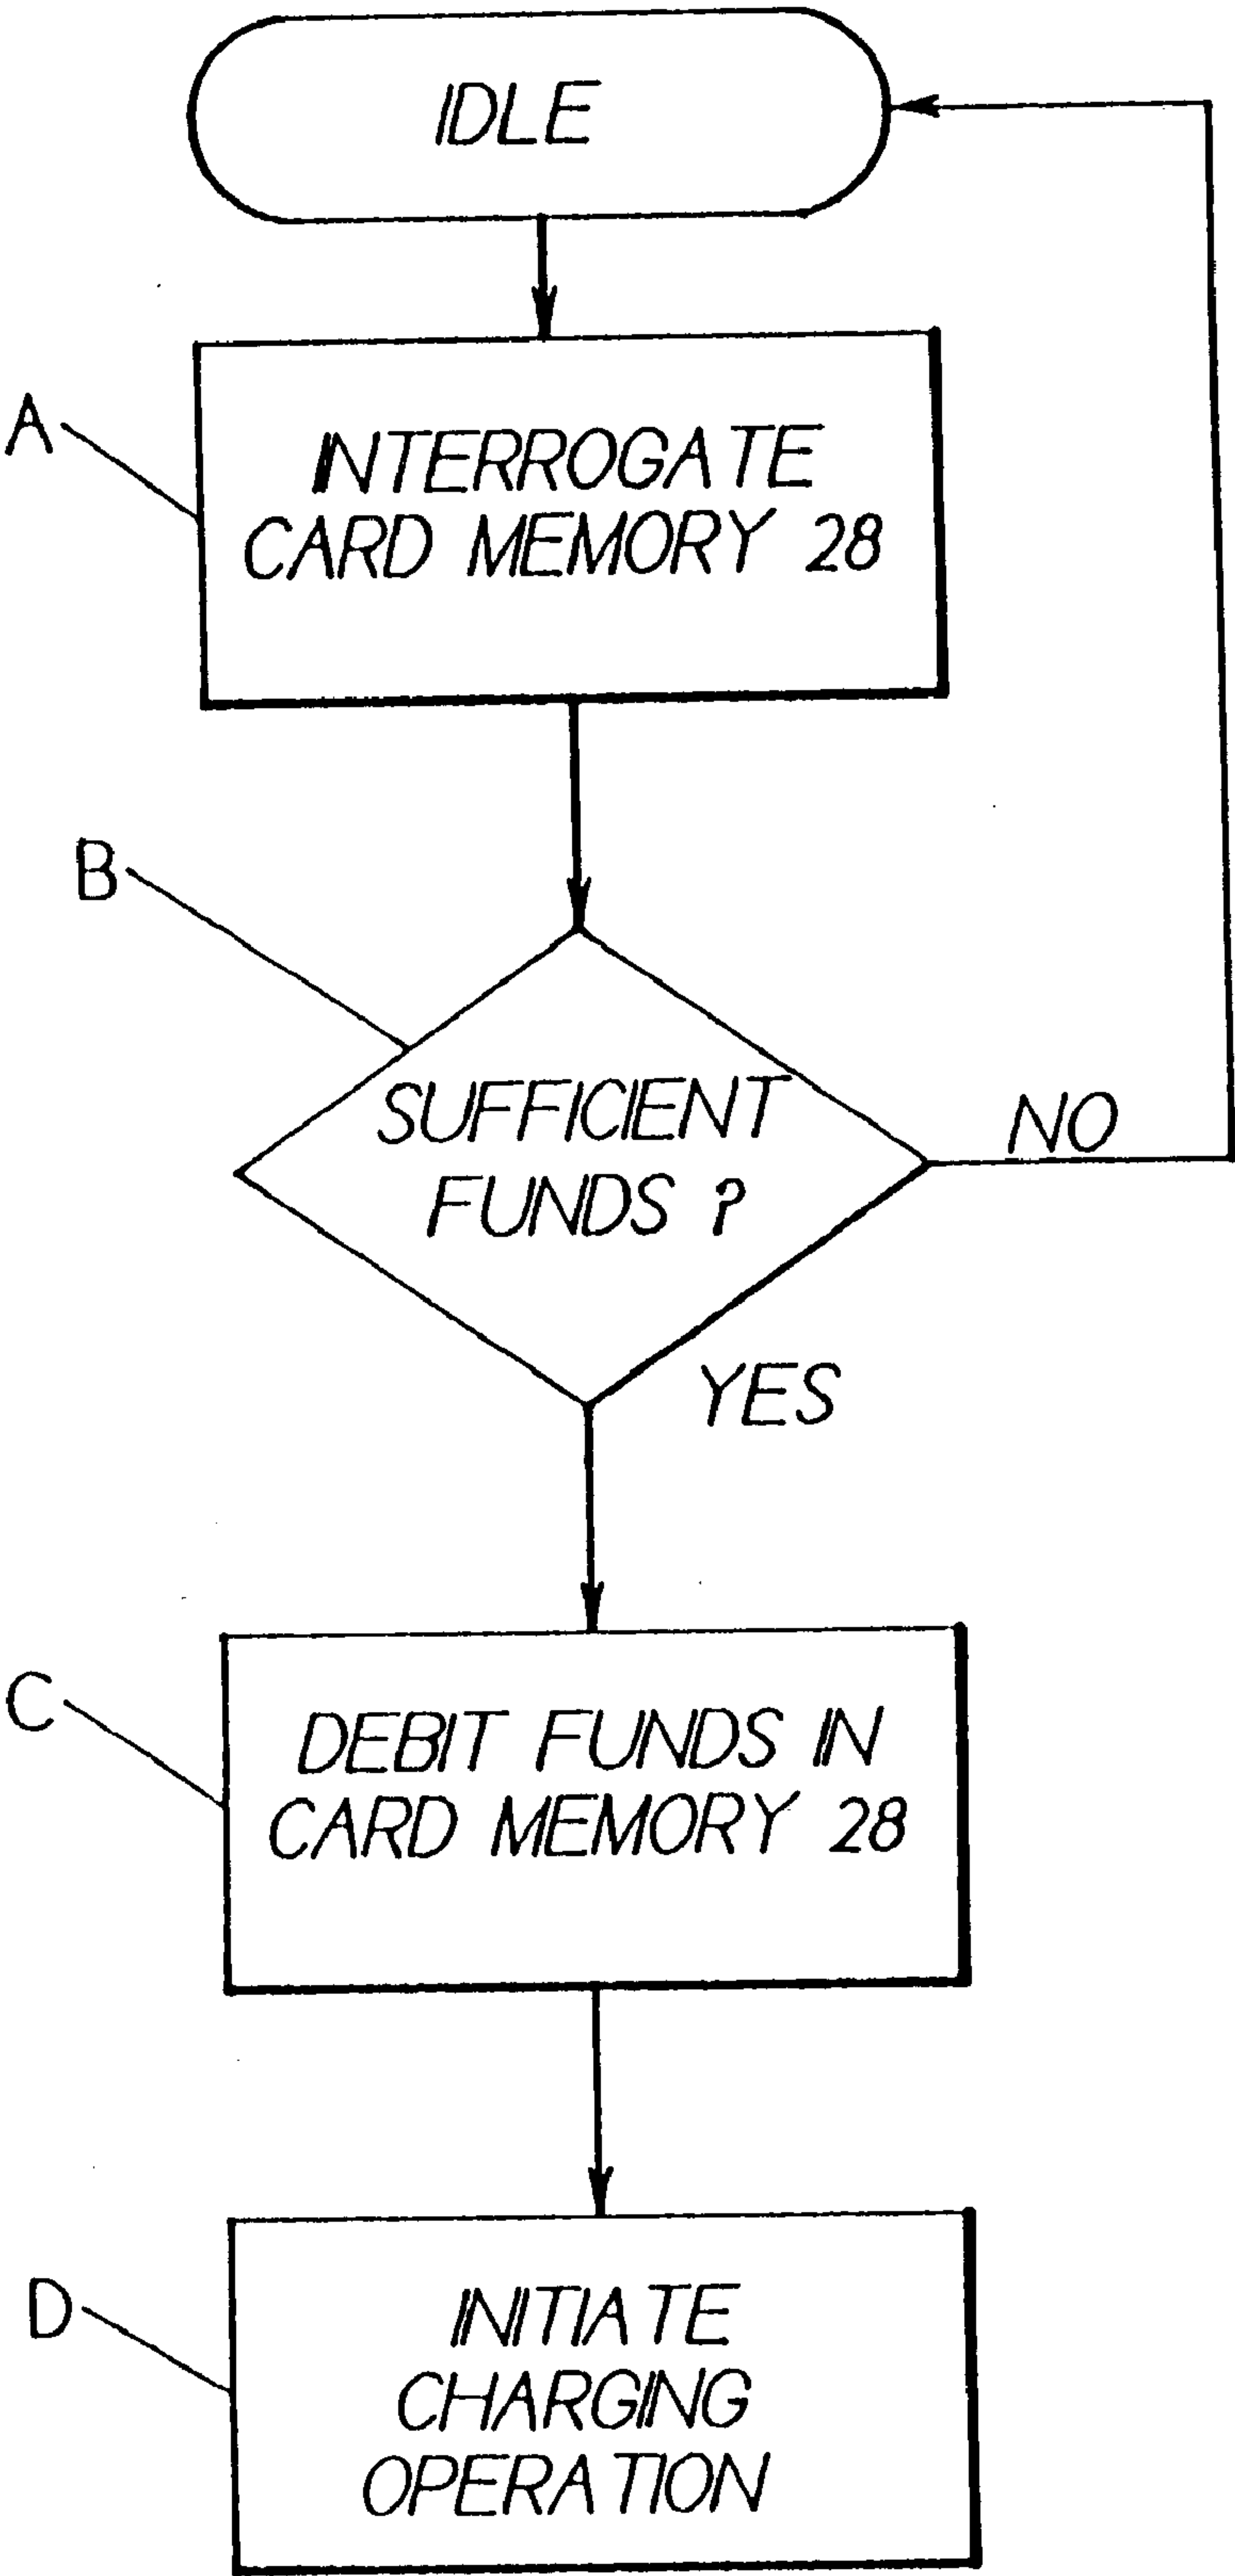 IDLE
A
INTERROGATE
CARD MEMORY 28
B
SUFFICIENT
FUNDS ?
NO
YES
C
DEBIT FUNDS IN
CARD MEMORY 28
D
INITIATE
CHARGING
OPERATION